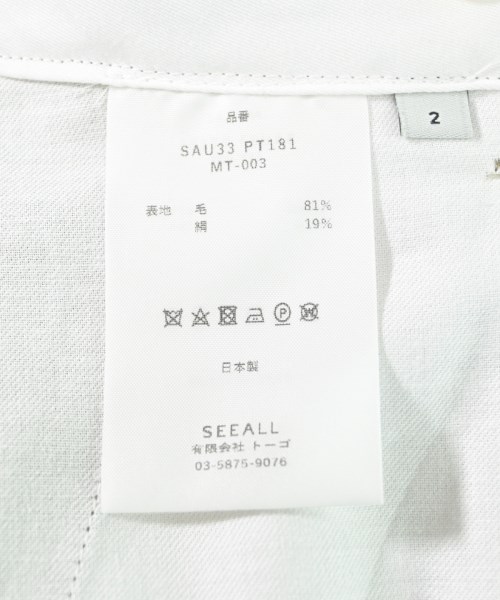 品番
SAU33 PT181
MT-003
表地 毛 81%
絹 19%
P W
日本製
SEEALL
有限会社 トーゴ
03-5875-9076
2